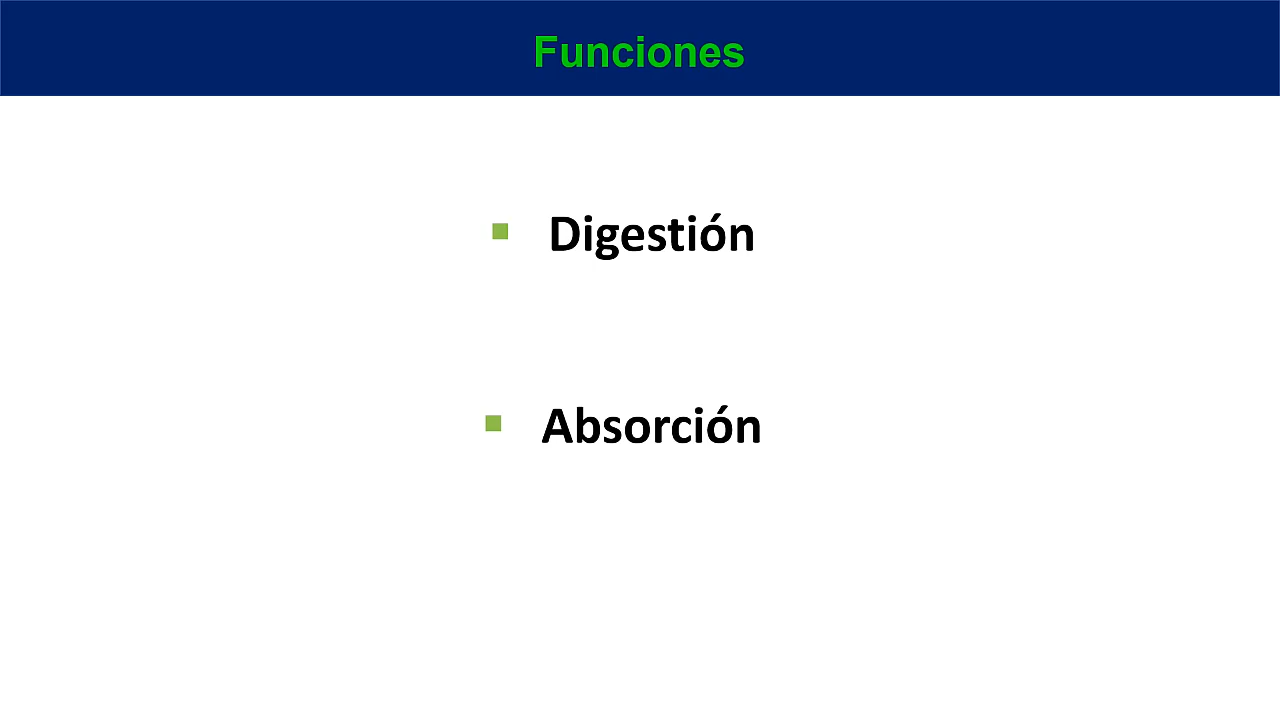 Funciones
▪ Digestión
▪ Absorción